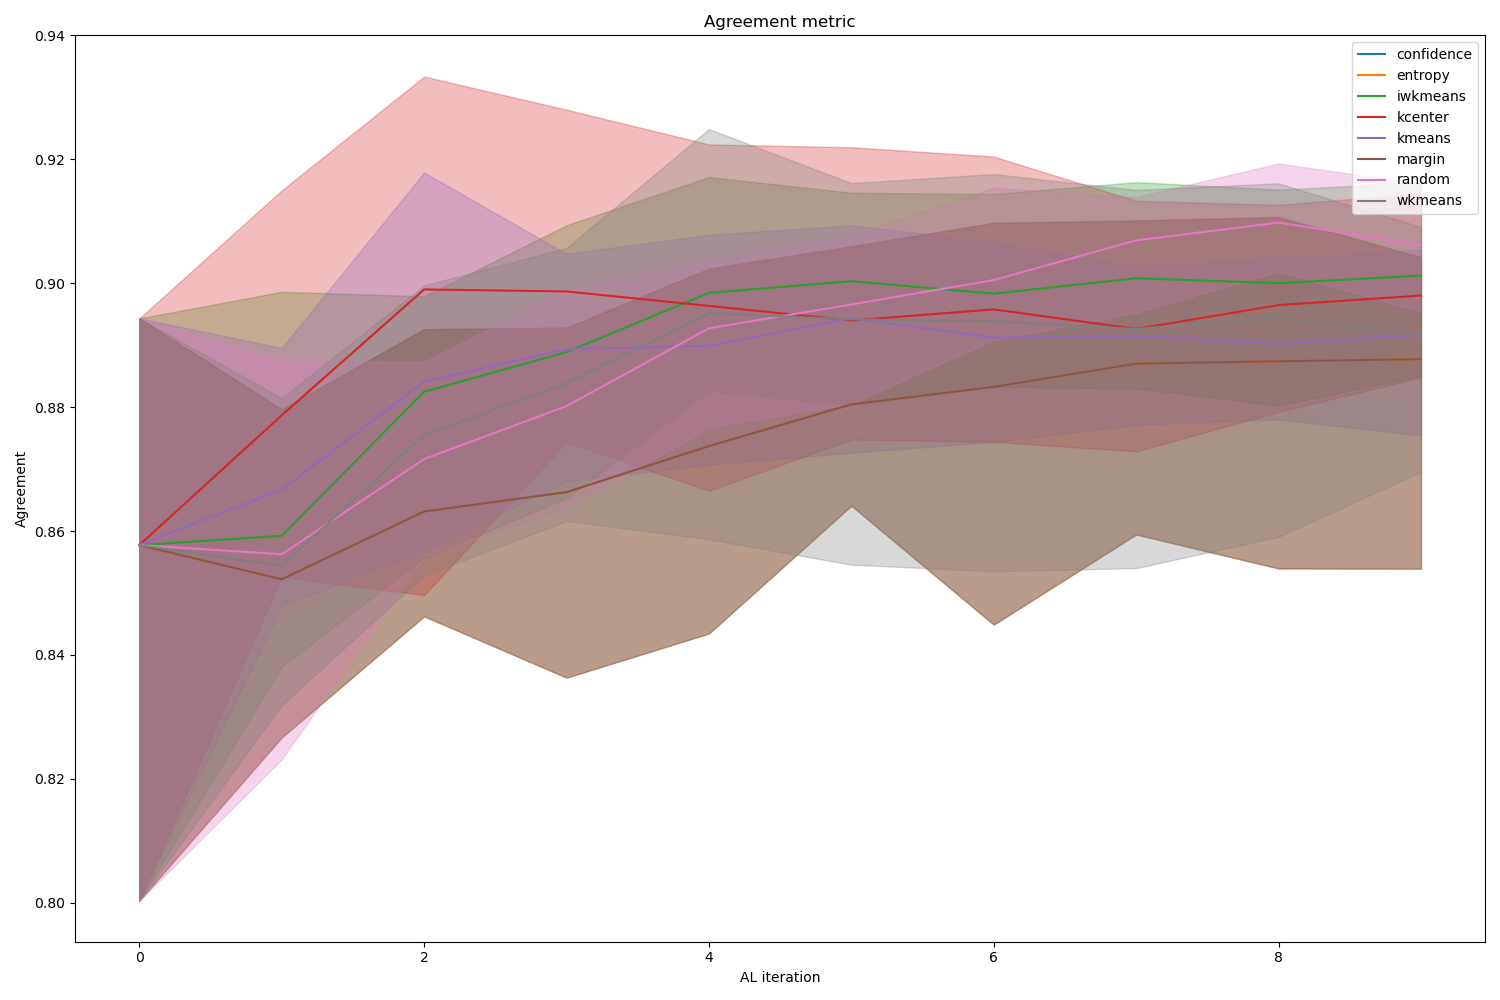 Agreement metric
0.94
0.92
0.90
0.88
0.86
0.84
0.82
0.80
Agreement
0
2
4
6
8
AL iteration
confidence
entropy
iwkmeans
kcenter
kmeans
margin
random
wkmeans